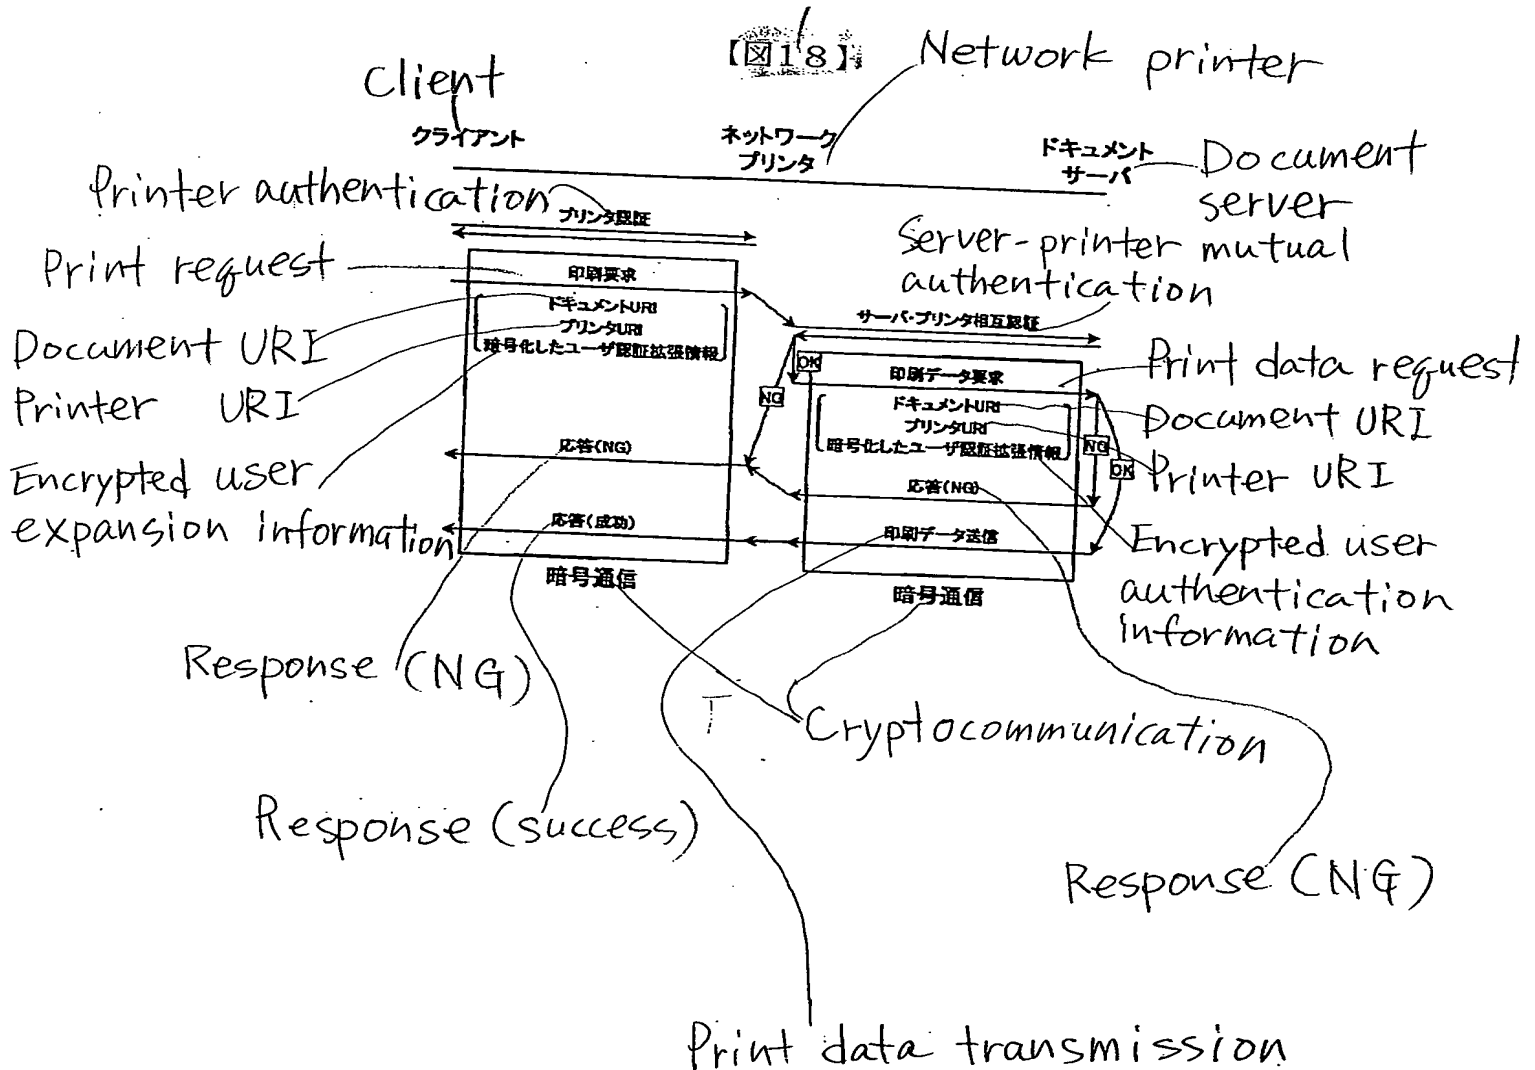 【図18】
Network printer
Client
クライアント
ネットワーク
プリンタ
ドキュメント
サーバ
Document
server
Printer authentication
プリンタ認証
Server-printer mutual
authentication
Print request
印刷要求
ドキュメントURI
プリンタURI
暗号化したユーザ認証拡張情報
サーバ・プリンタ相互認証
Document URI
Printer URI
OK
NG
印刷データ要求
Print data request
ドキュメントURI
プリンタURI
暗号化したユーザ認証拡張情報
Document URI
NG
OK
Printer URI
Encrypted user
expansion information
応答(NG)
応答(NG)
応答(成功)
印刷データ送信
Encrypted user
authentication
information
暗号通信
暗号通信
Response (NG)
Cryptocommunication
Response (success)
Response (NG)
Print data transmission